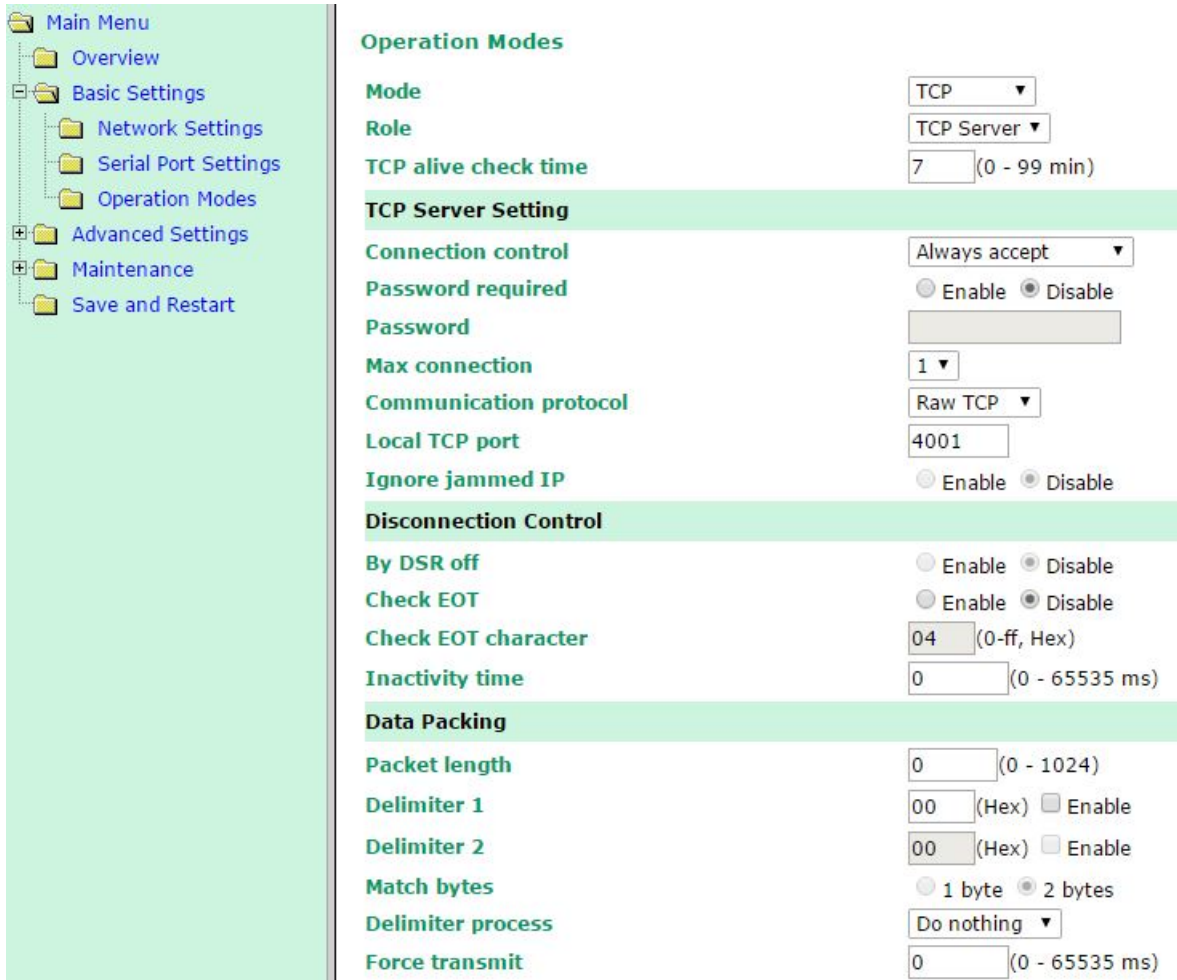 Main Menu
Overview
Basic Settings
Network Settings
Serial Port Settings
Operation Modes
Advanced Settings
Maintenance
Save and Restart
Operation Modes
Mode TCP
Role TCP Server
TCP alive check time 7 (0 - 99 min)
TCP Server Setting
Connection control Always accept
Password required Enable Disable
Password
Max connection 1
Communication protocol Raw TCP
Local TCP port 4001
Ignore jammed IP Enable Disable
Disconnection Control
By DSR off Enable Disable
Check EOT Enable Disable
Check EOT character 04 (0-ff, Hex)
Inactivity time 0 (0 - 65535 ms)
Data Packing
Packet length 0 (0 - 1024)
Delimiter 1 00 (Hex) Enable
Delimiter 2 00 (Hex) Enable
Match bytes 1 byte 2 bytes
Delimiter process Do nothing
Force transmit 0 (0 - 65535 ms)